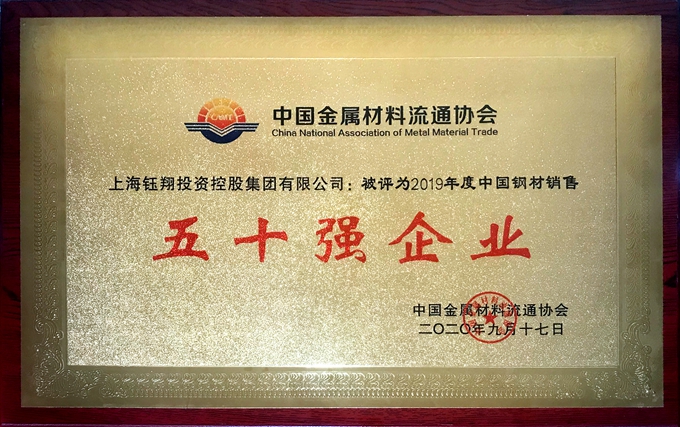 CAMT
中国金属材料流通协会
China National Association of Metal Material Trade
上海钰翔投资控股集团有限公司：被评为2019年度中国钢材销售
五十强企业
中国金属材料流通协会
二〇二〇年九月十七日